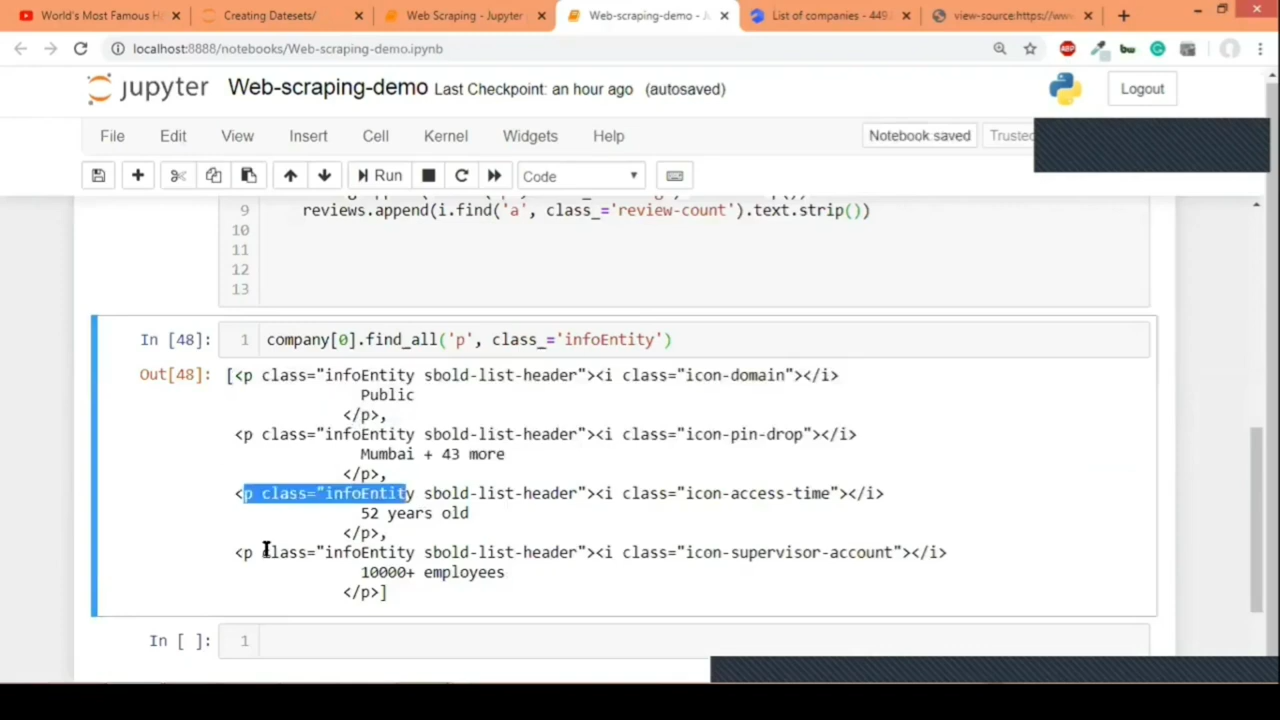 World's Most Famous H
Creating Datesets/
Web Scraping - Jupyter
Web-scraping-demo - J
List of companies - 449
view-source:https://www
localhost:8888/notebooks/Web-scraping-demo.ipynb
ABP
jupyter Web-scraping-demo Last Checkpoint: an hour ago (autosaved)
Logout
File Edit View Insert Cell Kernel Widgets Help
Notebook saved
Trusted
Run
Code
9 reviews.append(i.find('a', class_='review-count').text.strip())
10
11
12
13
In [48]: 1 company[0].find_all('p', class_='infoEntity')
Out[48]: [<p class="infoEntity sbold-list-header"><i class="icon-domain"></i>
Public
</p>,
<p class="infoEntity sbold-list-header"><i class="icon-pin-drop"></i>
Mumbai + 43 more
</p>,
<p class="infoEntity sbold-list-header"><i class="icon-access-time"></i>
52 years old
</p>,
<p class="infoEntity sbold-list-header"><i class="icon-supervisor-account"></i>
10000+ employees
</p>]
In [ ]: 1